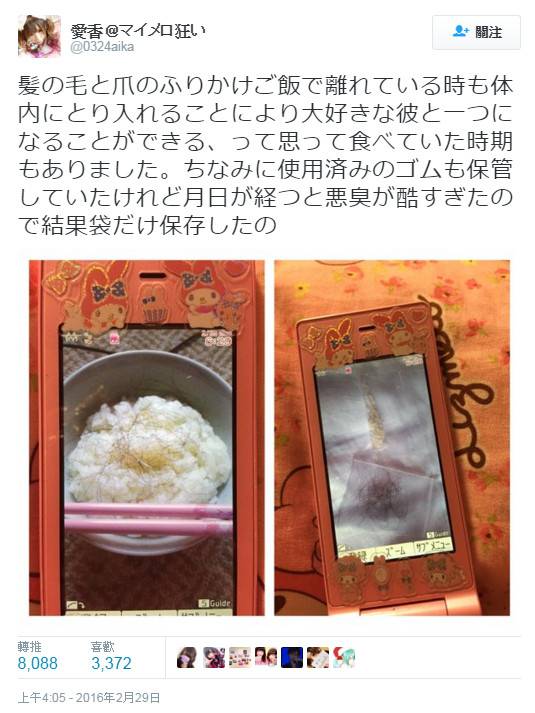 愛香@マイメロ狂い
@0324aika
關注
髪の毛と爪のふりかけご飯で離れている時も体
内にとり入れることにより大好きな彼と一つに
なることができる、って思って食べていた時期
もありました。ちなみに使用済みのゴムも保管
していたけれど月日が経つと悪臭が酷すぎたの
で結果袋だけ保存したの
Guide
Guide
ズーム
サブメニュー
轉推
喜歡
8,088
3,372
上午4:05 - 2016年2月29日